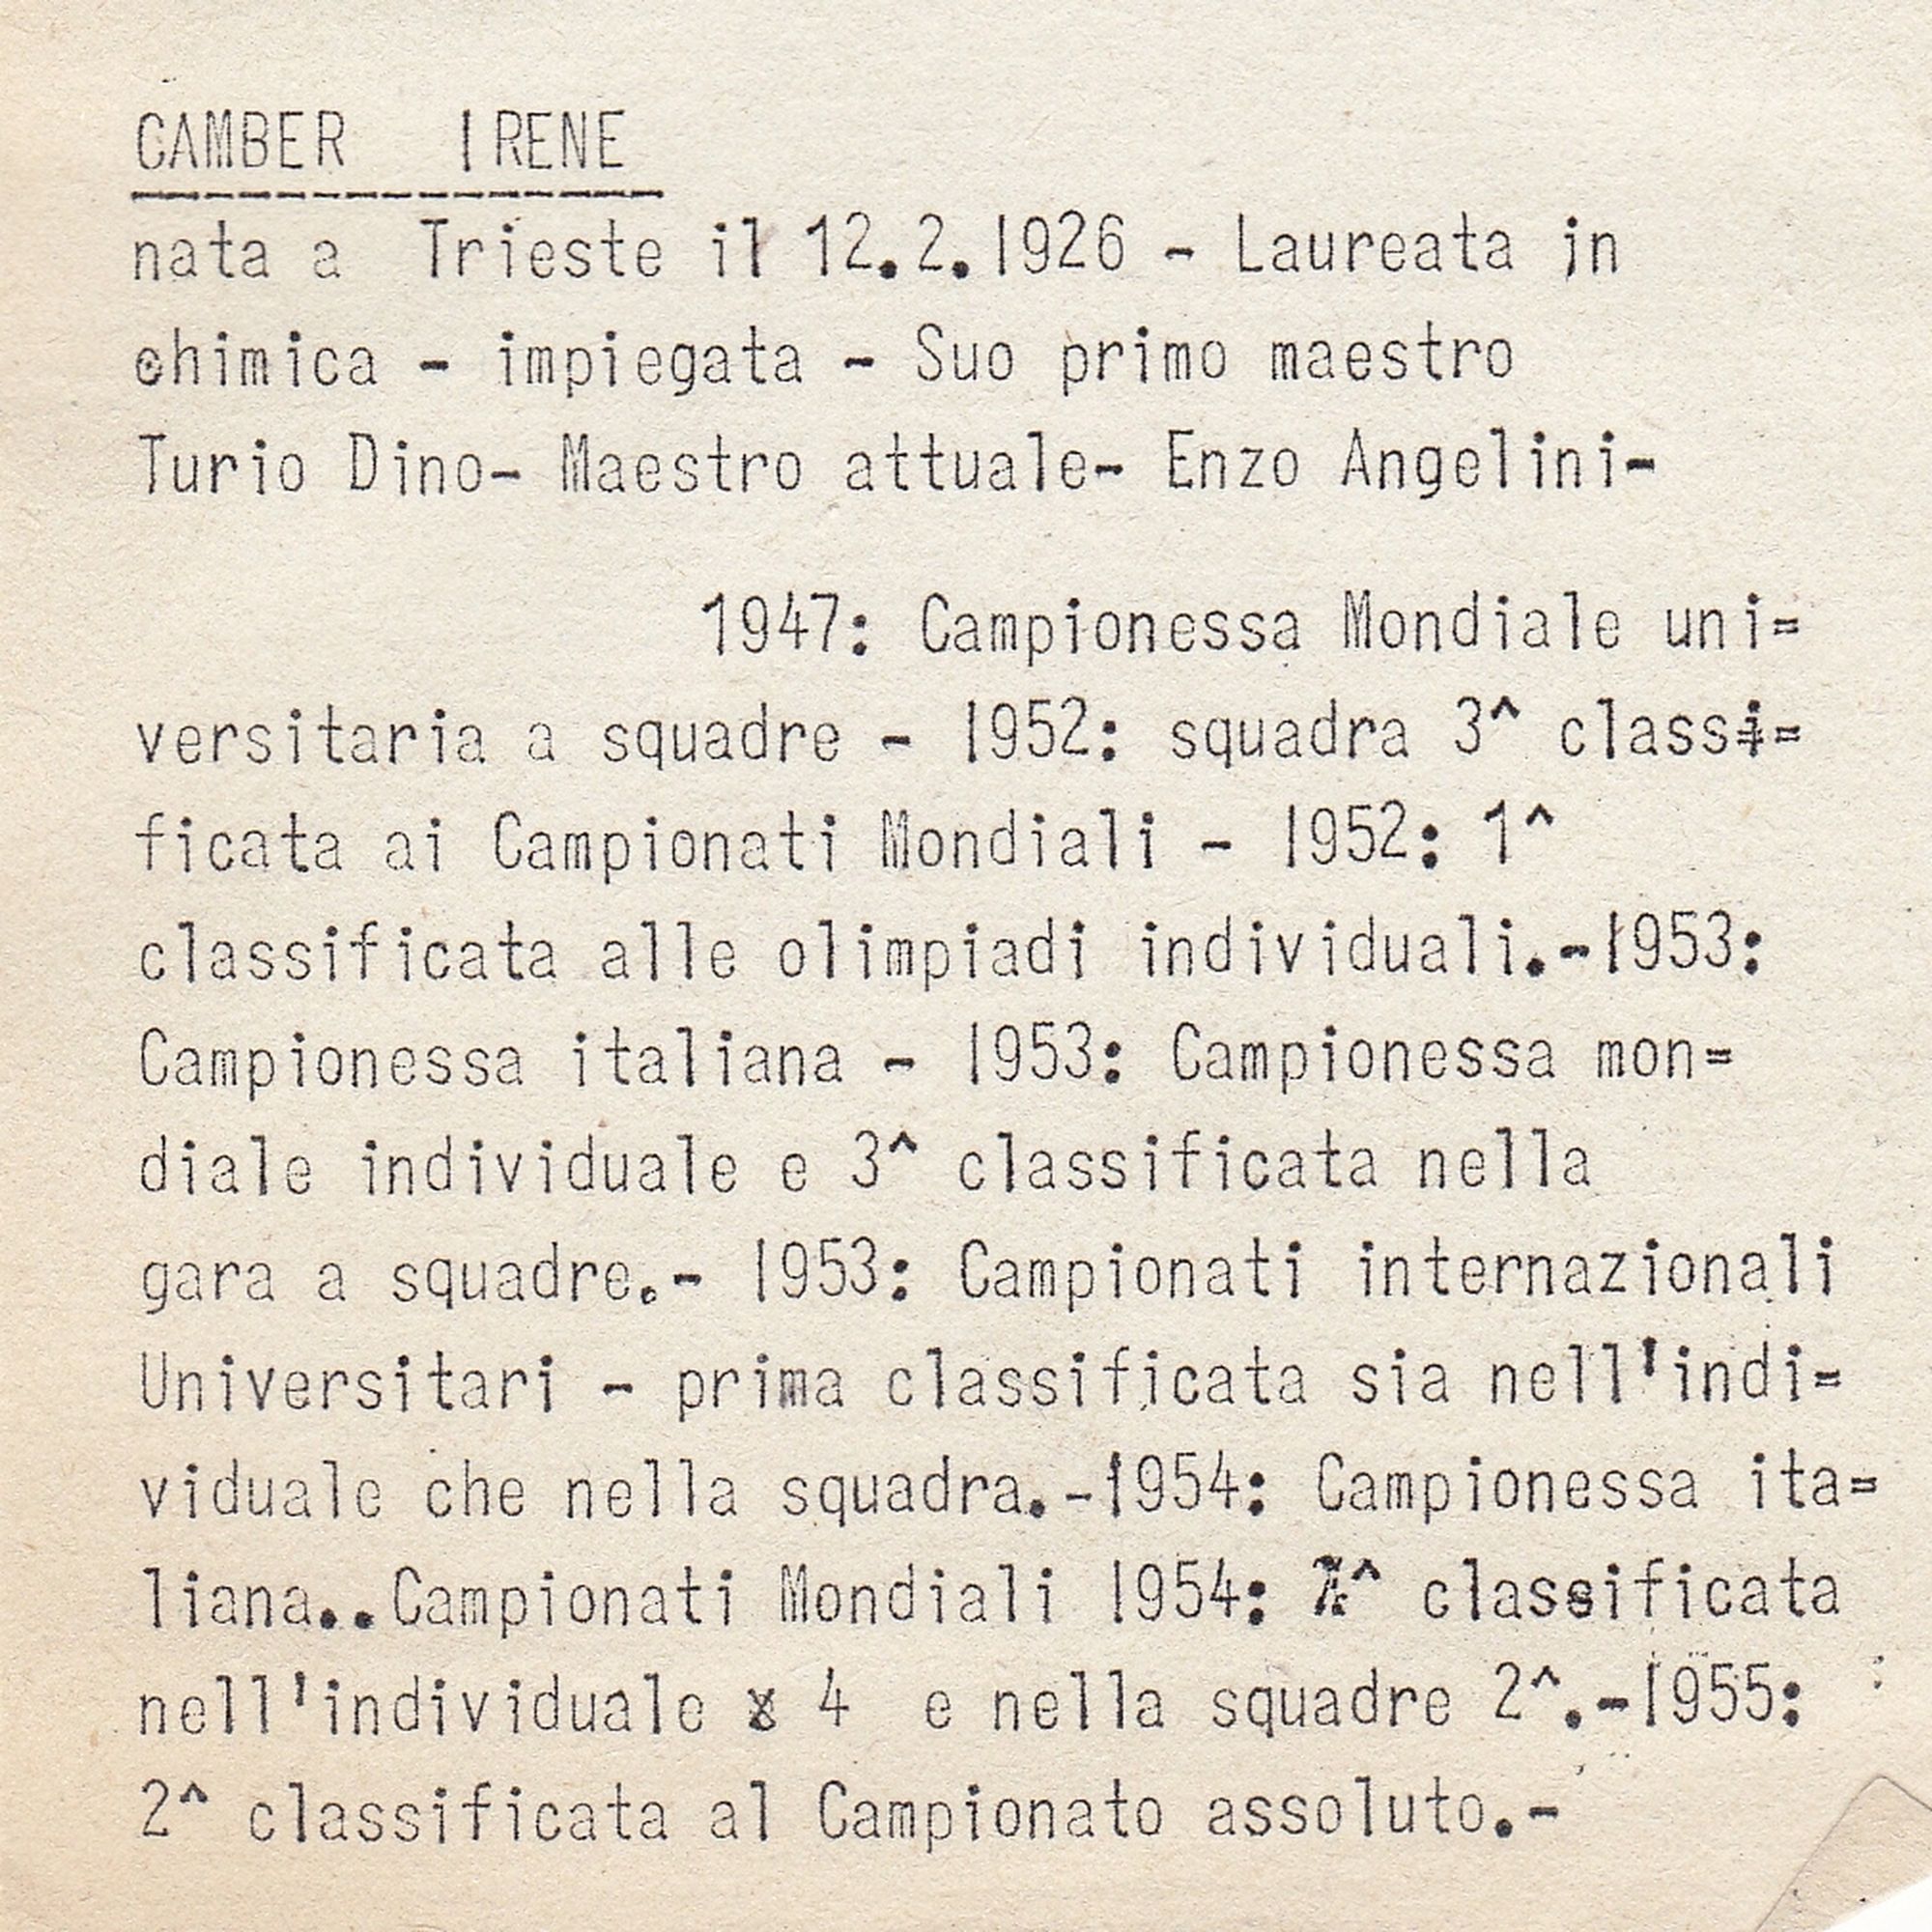 CAMBER IRENE
nata a Trieste il 12.2.1926 - Laureata in
chimica - impiegata - Suo primo maestro
Turio Dino- Maestro attuale- Enzo Angelini-
1947: Campionessa Mondiale uni=
versitaria a squadre - 1952: squadra 3^ classi=
ficata ai Campionati Mondiali - 1952: 1^
classificata alle olimpiadi individuali.-1953:
Campionessa italiana - 1953: Campionessa mon=
diale individuale e 3^ classificata nella
gara a squadre.- 1953: Campionati internazionali
Universitari - prima classificata sia nell'indi=
viduale che nella squadra.-1954: Campionessa ita=
liana..Campionati Mondiali 1954: ^ classificata
nell'individuale 4 e nella squadre 2^.-1955:
2^ classificata al Campionato assoluto.-